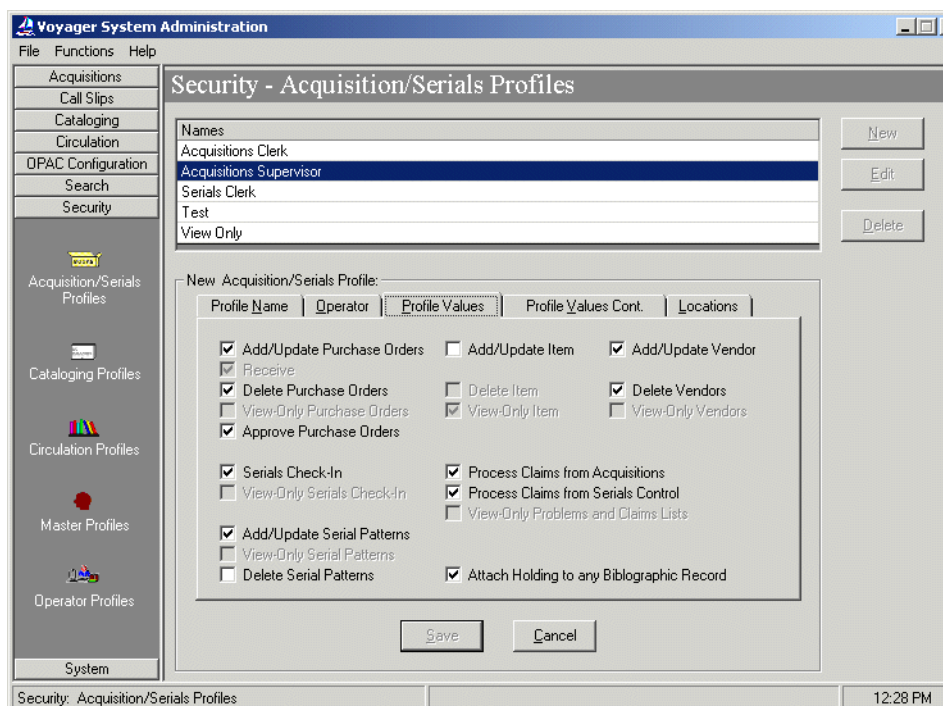 Voyager System Administration
File Functions Help
Acquisitions
Call Slips
Cataloging
Circulation
OPAC Configuration
Search
Security
Acquisition/Serials
Profiles
Cataloging Profiles
Circulation Profiles
Master Profiles
Operator Profiles
System
Security - Acquisition/Serials Profiles
Names
Acquisitions Clerk
Acquisitions Supervisor
Serials Clerk
Test
View Only
New
Edit
Delete
New Acquisition/Serials Profile:
Profile Name Operator Profile Values Profile Values Cont. Locations
Add/Update Purchase Orders Add/Update Item Add/Update Vendor
Receive
Delete Purchase Orders Delete Item Delete Vendors
View-Only Purchase Orders View-Only Item View-Only Vendors
Approve Purchase Orders
Serials Check-In Process Claims from Acquisitions
View-Only Serials Check-In Process Claims from Serials Control
View-Only Problems and Claims Lists
Add/Update Serial Patterns
View-Only Serial Patterns
Delete Serial Patterns Attach Holding to any Biblographic Record
Save Cancel
Security: Acquisition/Serials Profiles 12:28 PM